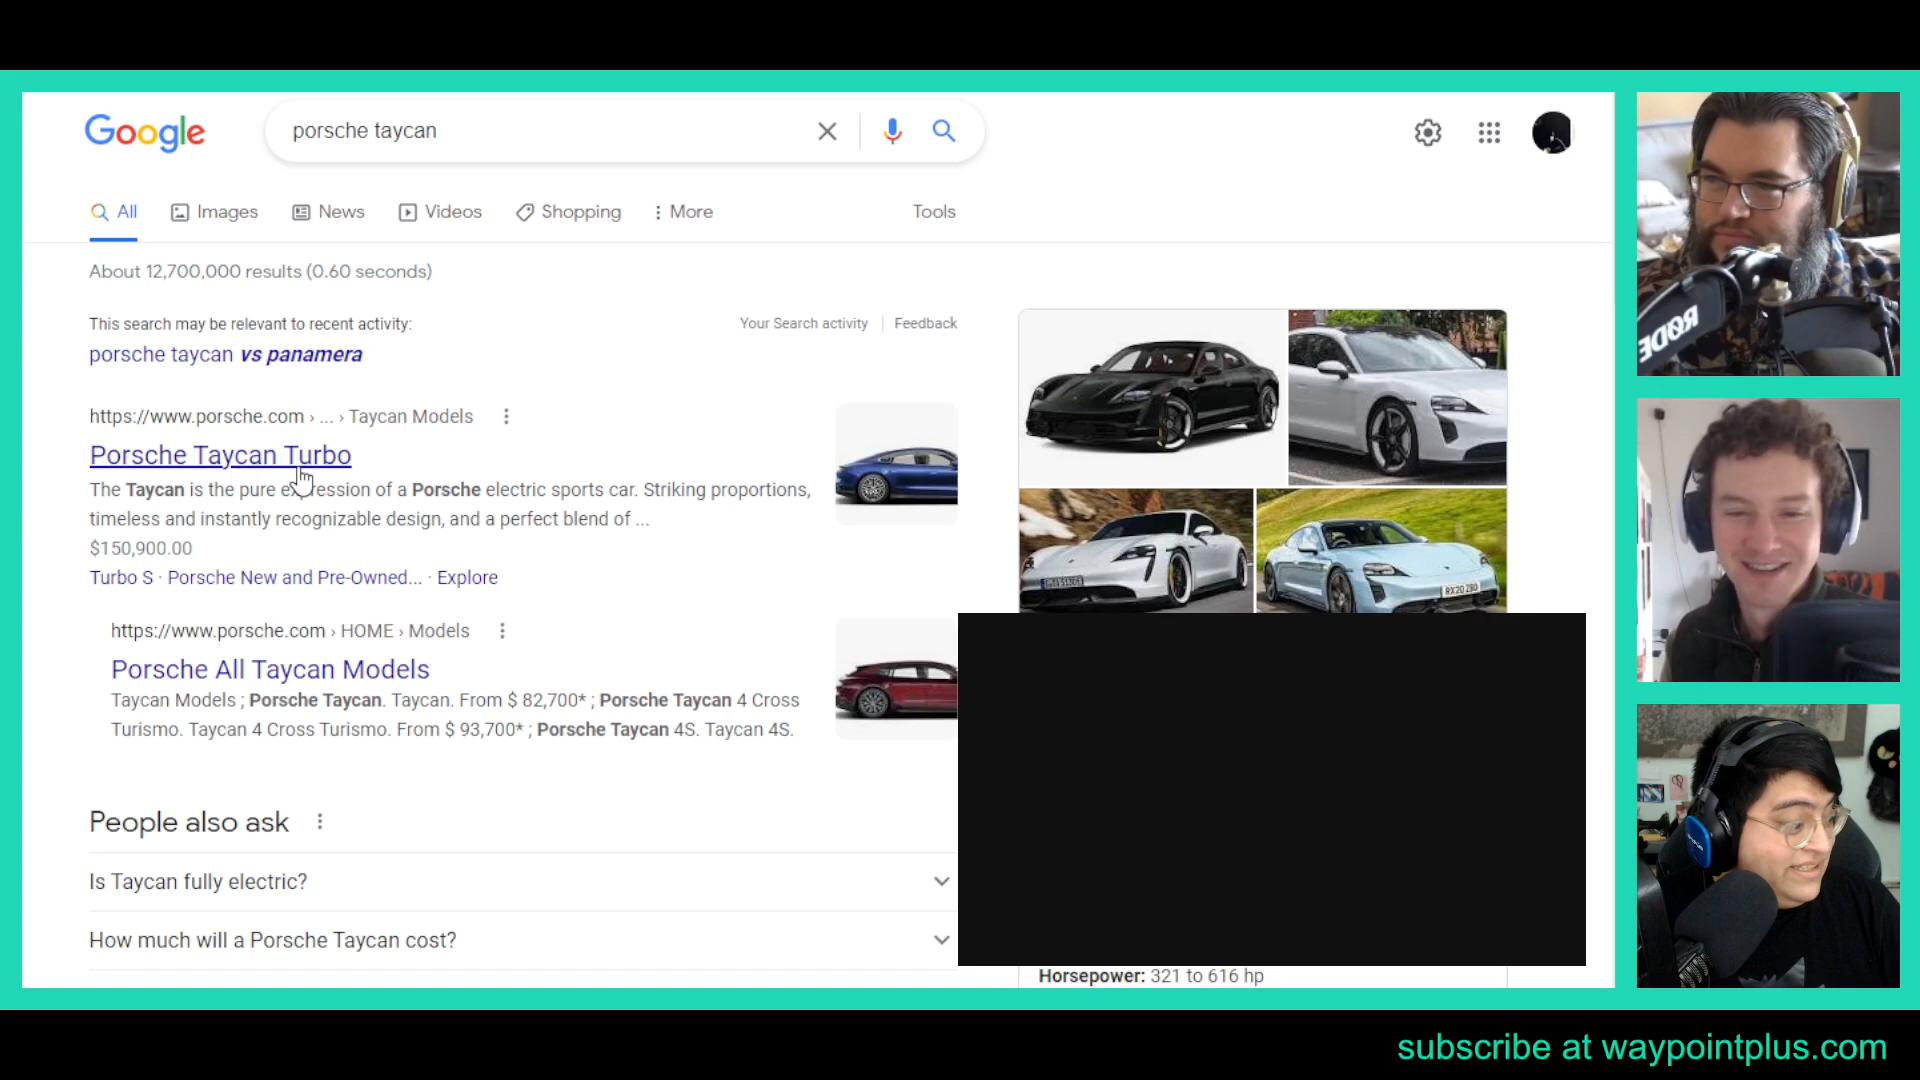 Google
porsche taycan
All Images News Videos Shopping More Tools
About 12,700,000 results (0.60 seconds)
This search may be relevant to recent activity: Your Search activity Feedback
porsche taycan vs panamera
https://www.porsche.com › ... › Taycan Models
Porsche Taycan Turbo
The Taycan is the pure expression of a Porsche electric sports car. Striking proportions,
timeless and instantly recognizable design, and a perfect blend of ...
$150,900.00
Turbo S · Porsche New and Pre-Owned... · Explore
https://www.porsche.com › HOME › Models
Porsche All Taycan Models
Taycan Models ; Porsche Taycan. Taycan. From $ 82,700* ; Porsche Taycan 4 Cross
Turismo. Taycan 4 Cross Turismo. From $ 93,700* ; Porsche Taycan 4S. Taycan 4S.
People also ask
Is Taycan fully electric?
How much will a Porsche Taycan cost?
Horsepower: 321 to 616 hp
RØDE
subscribe at waypointplus.com